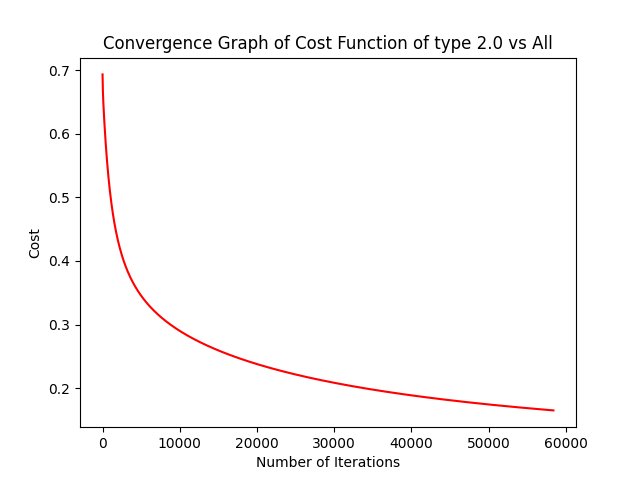 Convergence Graph of Cost Function of type 2.0 vs All
0.7
0.6
0.5
0.4
0.3
0.2
Cost
0 10000 20000 30000 40000 50000 60000
Number of Iterations